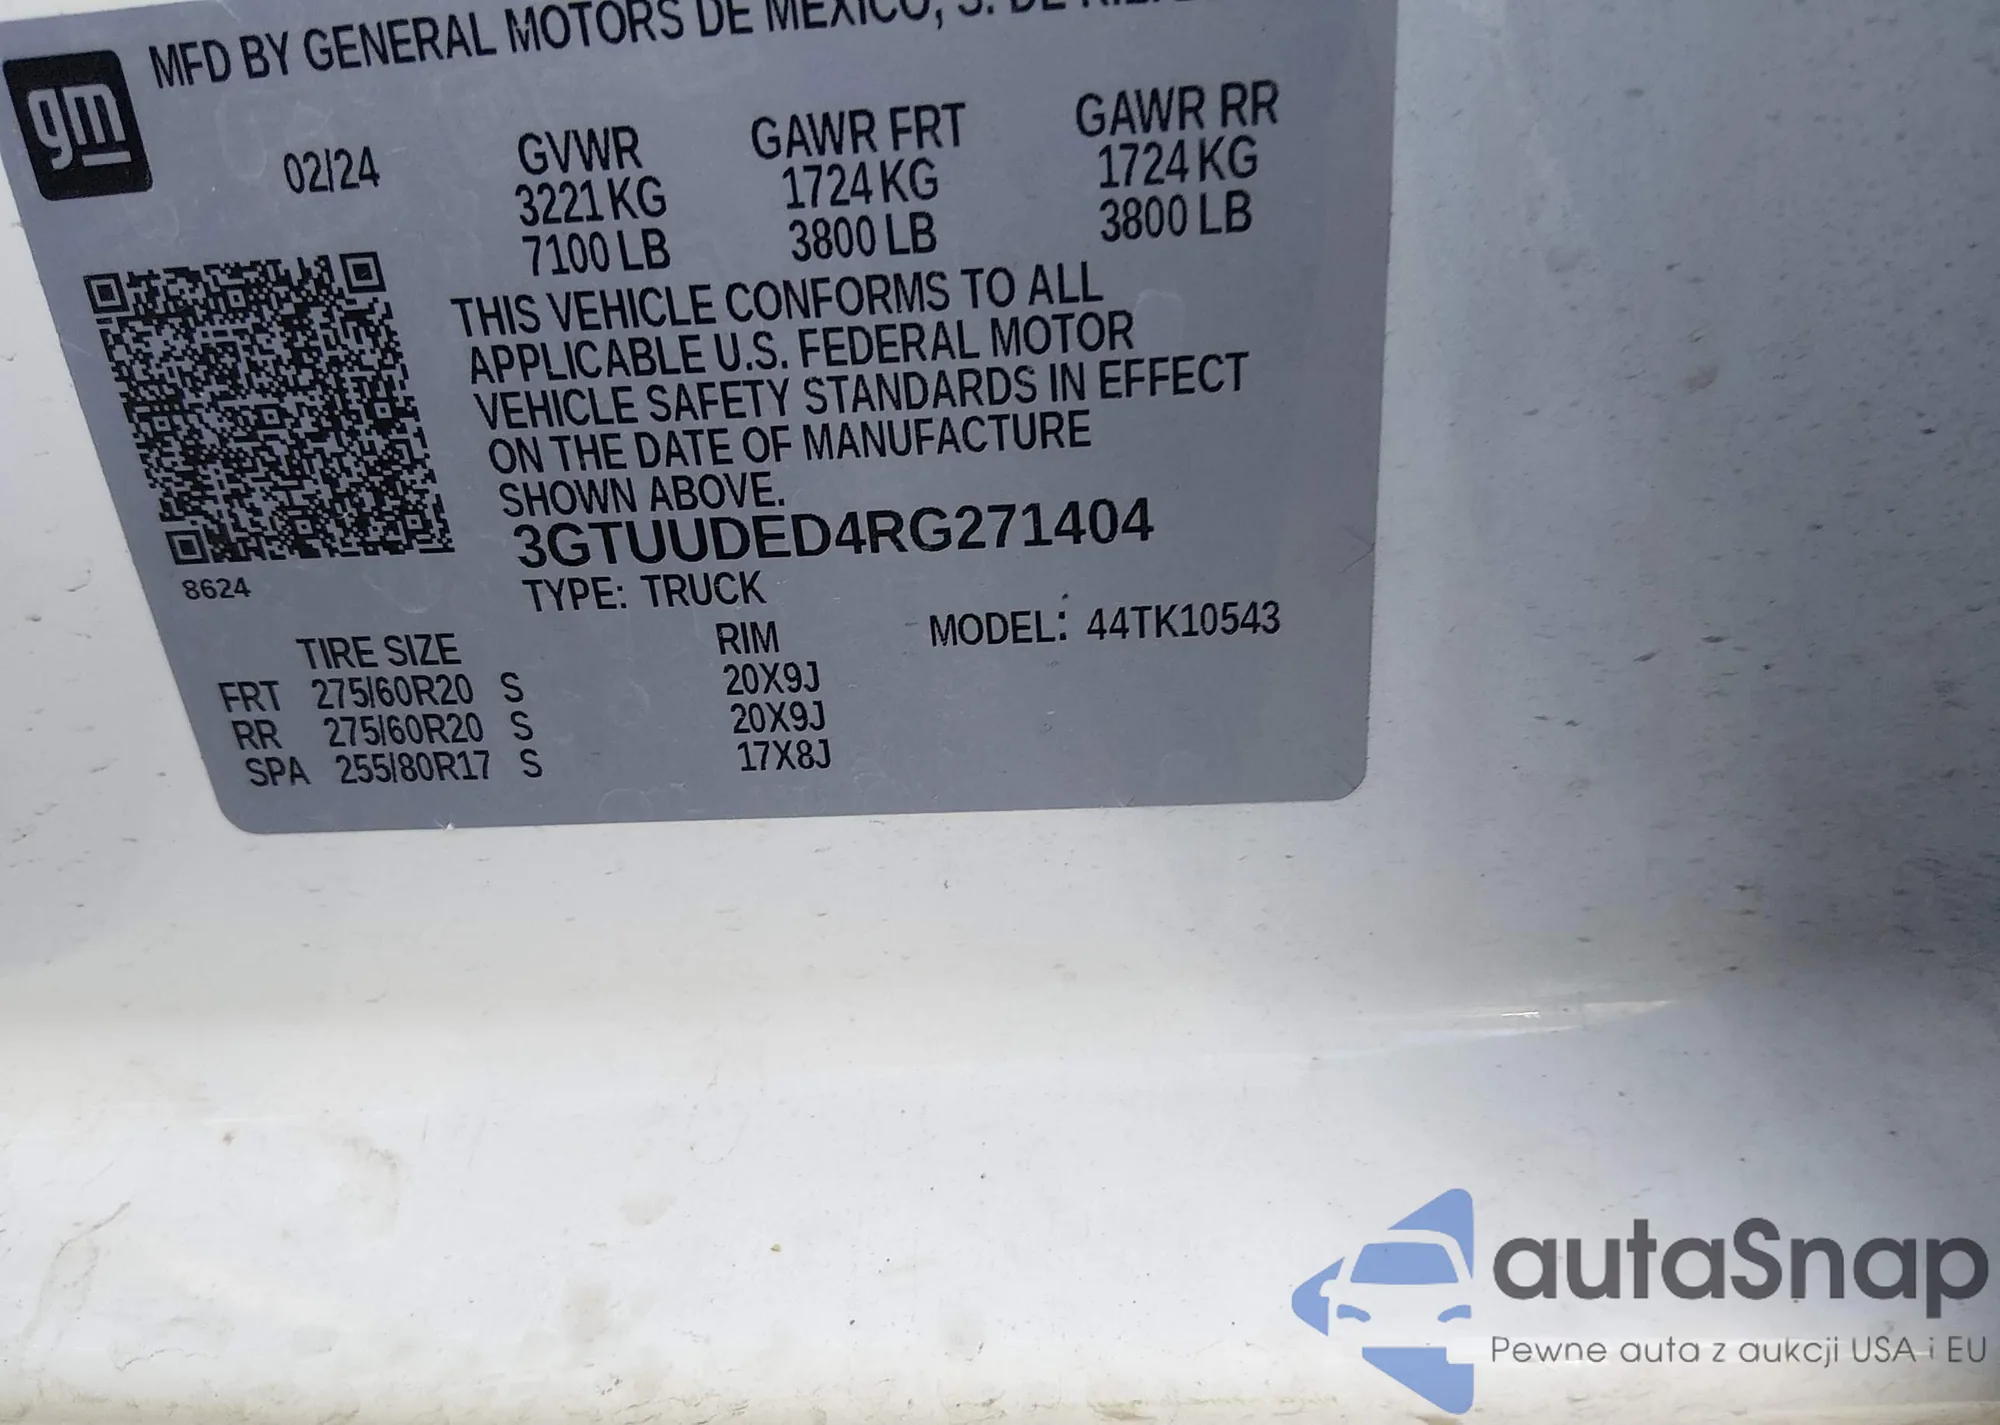 gm
MFD BY GENERAL MOTORS DE MEXICO, S. DE
02/24
GVWR
3221 KG
7100 LB
GAWR FRT
1724 KG
3800 LB
GAWR RR
1724 KG
3800 LB
THIS VEHICLE CONFORMS TO ALL
APPLICABLE U.S. FEDERAL MOTOR
VEHICLE SAFETY STANDARDS IN EFFECT
ON THE DATE OF MANUFACTURE
SHOWN ABOVE.
3GTUUDED4RG271404
8624
TYPE: TRUCK
MODEL: 44TK10543
TIRE SIZE RIM
FRT 275/60R20 S 20X9J
RR 275/60R20 S 20X9J
SPA 255/80R17 S 17X8J
autaSnap
Pewne auta z aukcji USA i EU